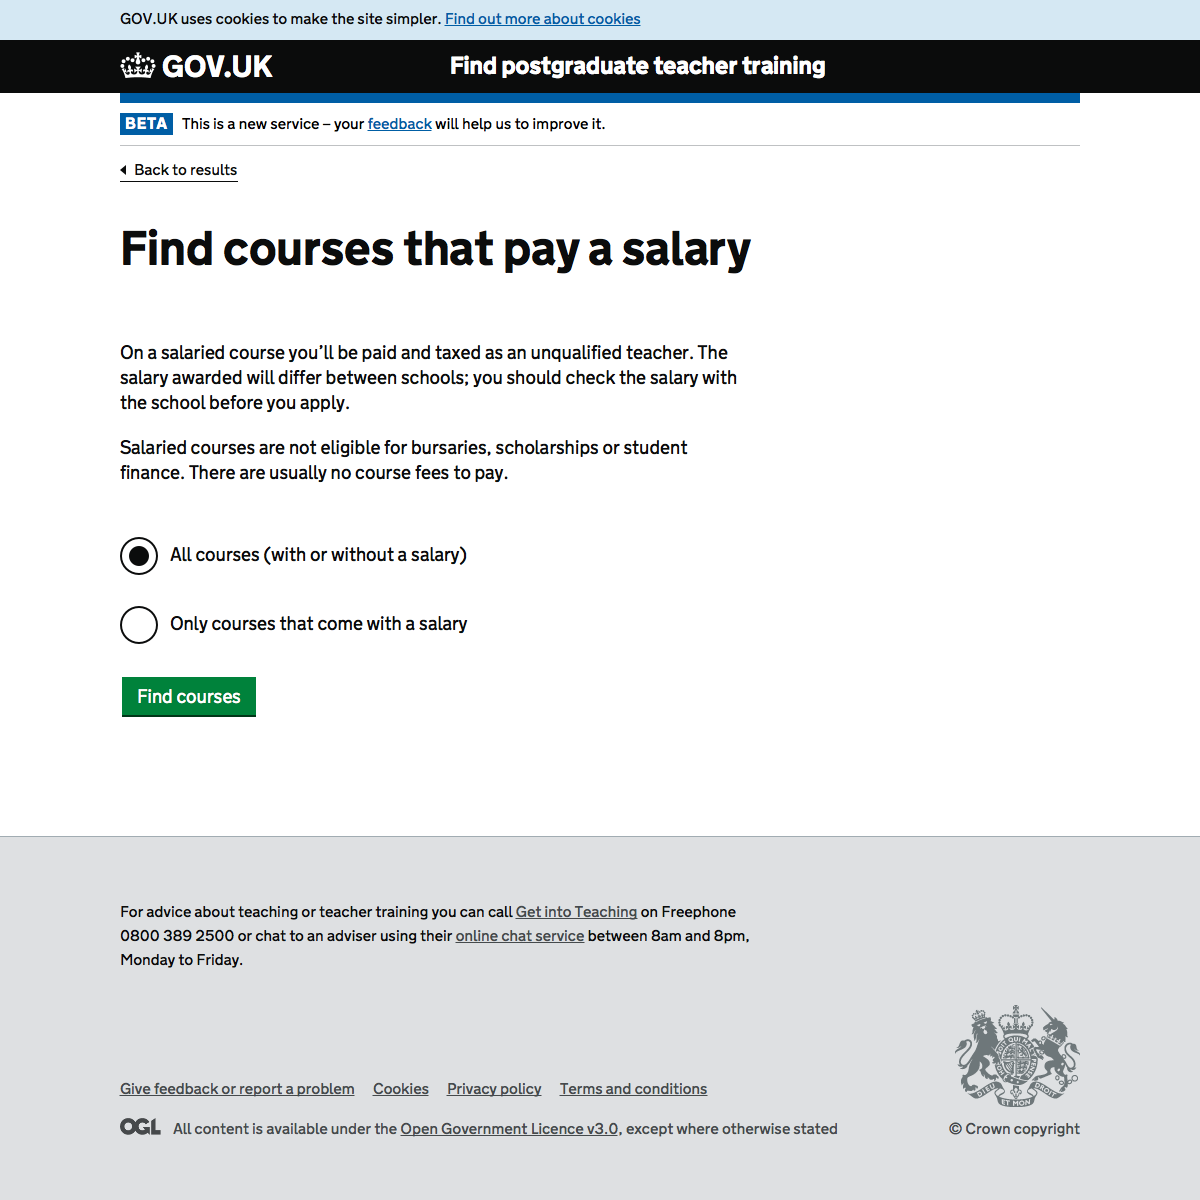 GOV.UK uses cookies to make the site simpler. Find out more about cookies
GOV.UK Find postgraduate teacher training
BETA This is a new service – your feedback will help us to improve it.
Back to results
Find courses that pay a salary
On a salaried course you’ll be paid and taxed as an unqualified teacher. The
salary awarded will differ between schools; you should check the salary with
the school before you apply.
Salaried courses are not eligible for bursaries, scholarships or student
finance. There are usually no course fees to pay.
All courses (with or without a salary)
Only courses that come with a salary
Find courses
For advice about teaching or teacher training you can call Get into Teaching on Freephone
0800 389 2500 or chat to an adviser using their online chat service between 8am and 8pm,
Monday to Friday.
DIEU ET MON DROIT
Give feedback or report a problem Cookies Privacy policy Terms and conditions
OGL All content is available under the Open Government Licence v3.0, except where otherwise stated
© Crown copyright